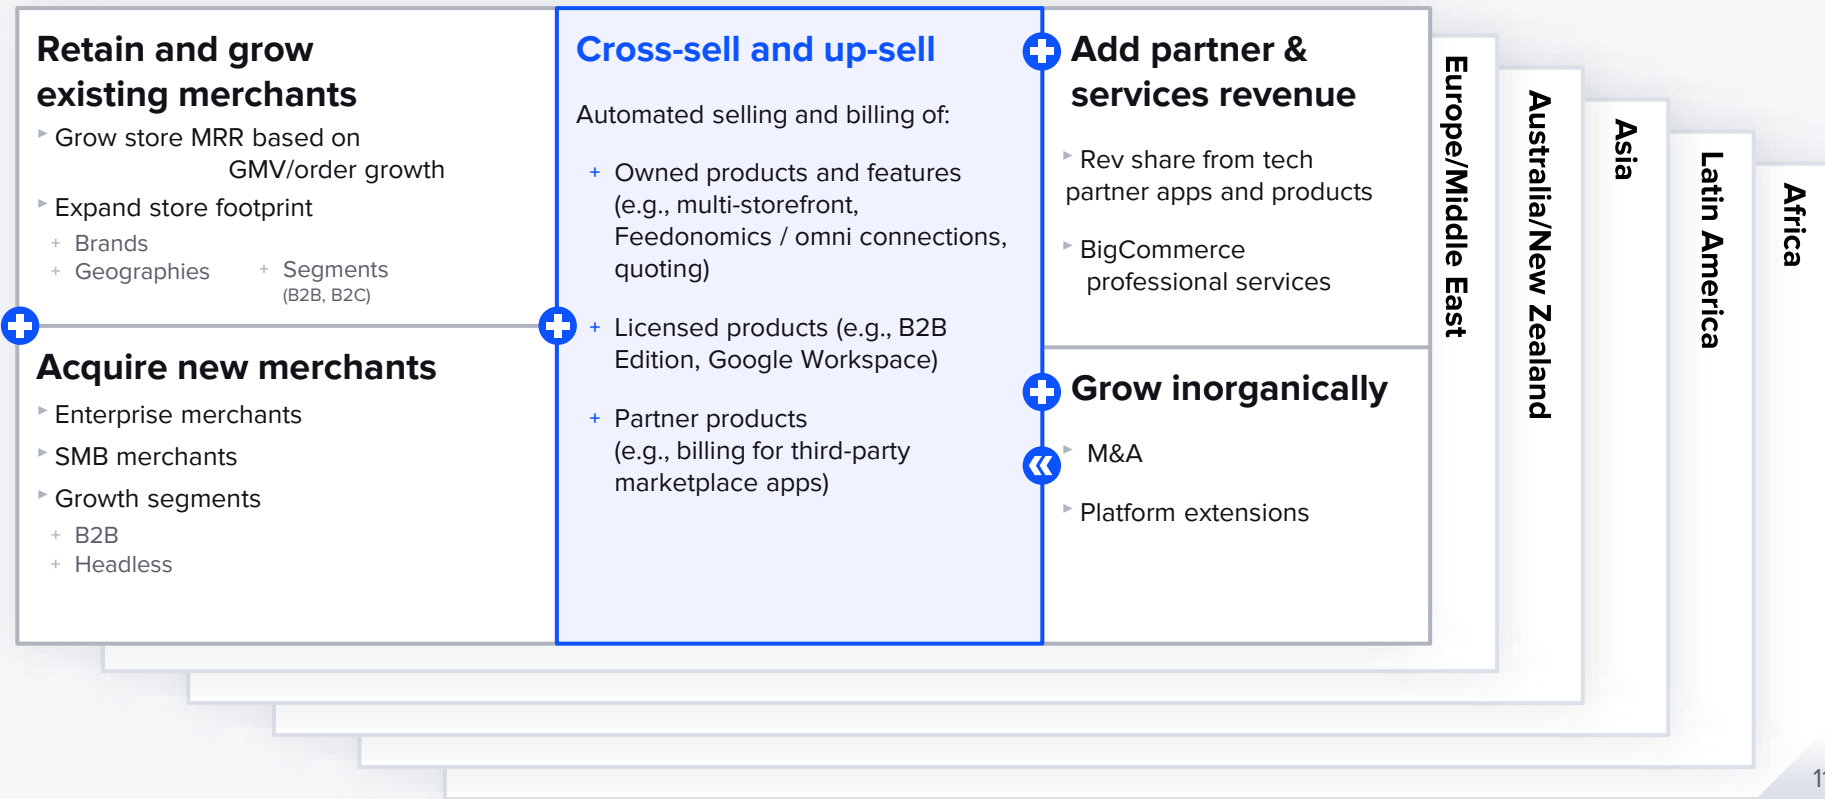 Retain and grow
existing merchants
Grow store MRR based on
GMV/order growth
Expand store footprint
+ Brands
+ Geographies
+ Segments
(B2B, B2C)
Acquire new merchants
Enterprise merchants
SMB merchants
Growth segments
+ B2B
+ Headless
Cross-sell and up-sell
Automated selling and billing of:
+ Owned products and features
(e.g., multi-storefront,
Feedonomics / omni connections,
quoting)
+ Licensed products (e.g., B2B
Edition, Google Workspace)
+ Partner products
(e.g., billing for third-party
marketplace apps)
Add partner &
services revenue
Rev share from tech
partner apps and products
BigCommerce
professional services
Grow inorganically
M&A
Platform extensions
Europe/Middle East
Australia/New Zealand
Asia
Latin America
Africa